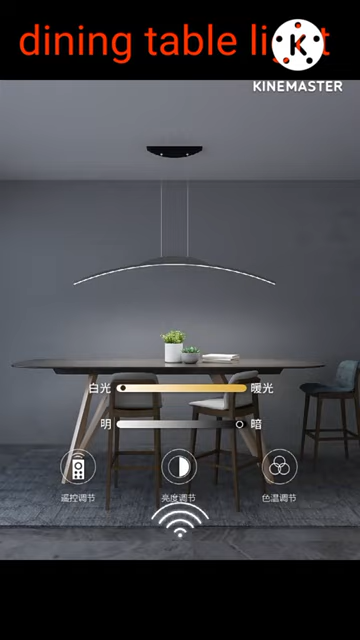 dining table li t
KINEMASTER
白光 暖光
明 暗
遥控调节 亮度调节 色温调节